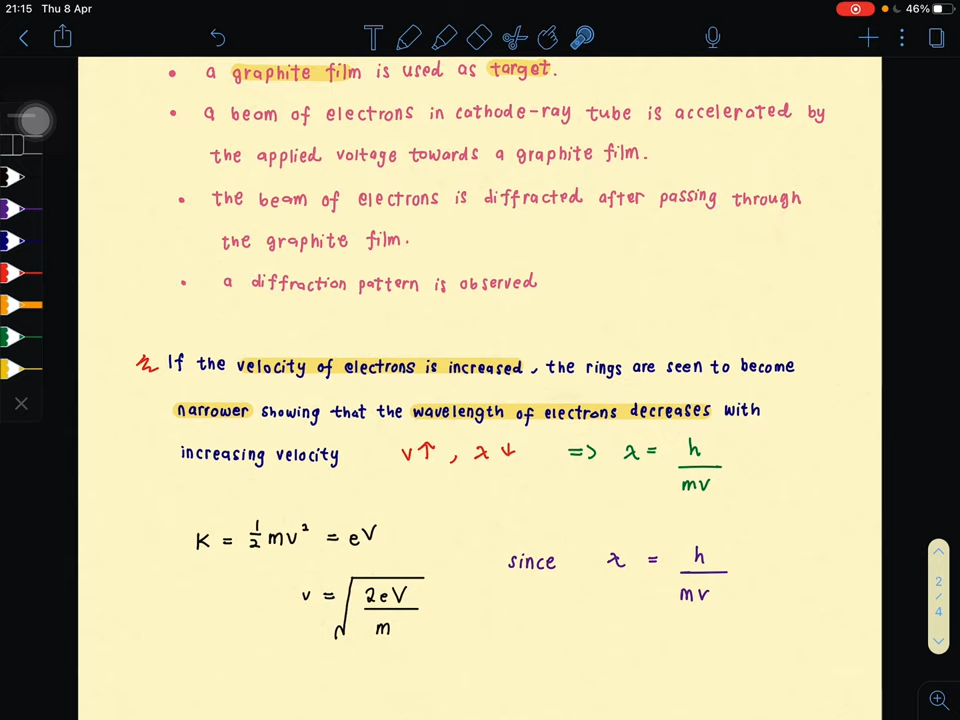 21:15 Thu 8 Apr
46%
• a graphite film is used as target.
• a beam of electrons in cathode-ray tube is accelerated by
the applied voltage towards a graphite film.
• the beam of electrons is diffracted after passing through
the graphite film.
• a diffraction pattern is observed
If the velocity of electrons is increased, the rings are seen to become
narrower showing that the wavelength of electrons decreases with
increasing velocity v↑, λ↓ => λ = h/mv
K = 1/2 mv² = eV
since λ = h/mv
v = √(2eV/m)
2/4